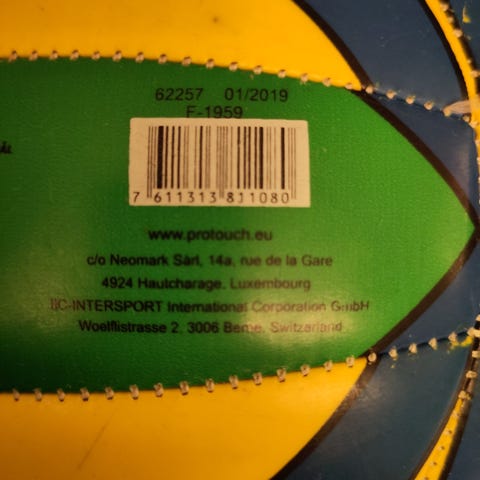 62257 01/2019
F-1959
7 611313 811080
www.protouch.eu
c/o Neomark Sàrl, 14a, rue de la Gare
4924 Hautcharage, Luxembourg
IIC-INTERSPORT International Corporation GmbH
Woelflistrasse 2, 3006 Berne, Switzerland